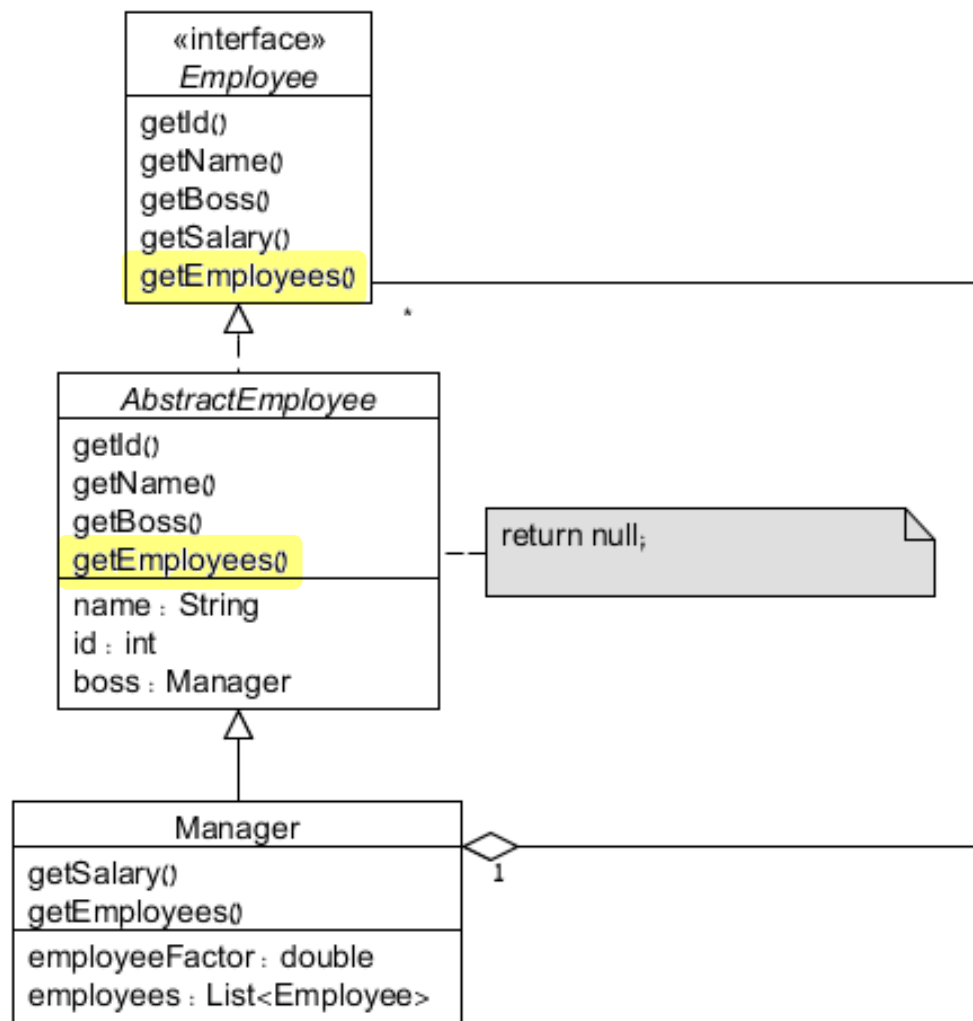 «interface»
Employee
getId()
getName()
getBoss()
getSalary()
getEmployees()
*
AbstractEmployee
getId()
getName()
getBoss()
getEmployees()
return null;
name : String
id : int
boss : Manager
Manager
1
getSalary()
getEmployees()
employeeFactor : double
employees : List<Employee>